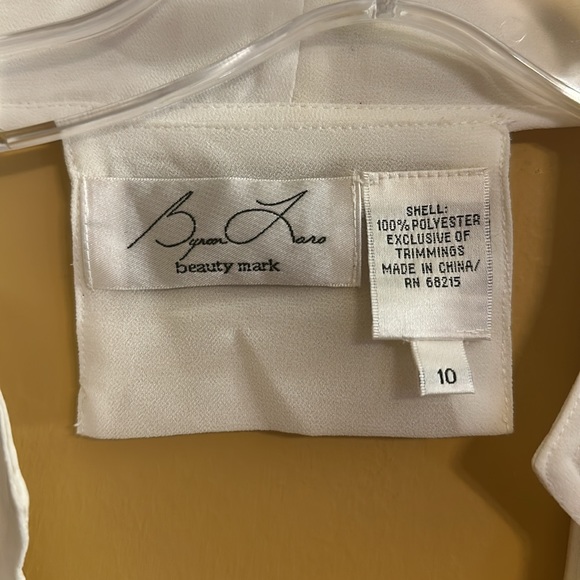 Byron Lars
beauty mark
SHELL:
100% POLYESTER
EXCLUSIVE OF
TRIMMINGS
MADE IN CHINA/
RN 68215
10